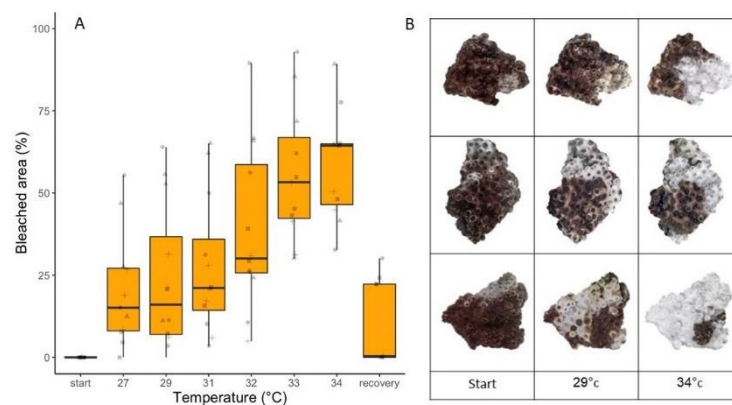 A
B
Bleached area (%)
100
75
50
25
0
start 27 29 31 32 33 34 recovery
Temperature (°C)
Start 29°c 34°c